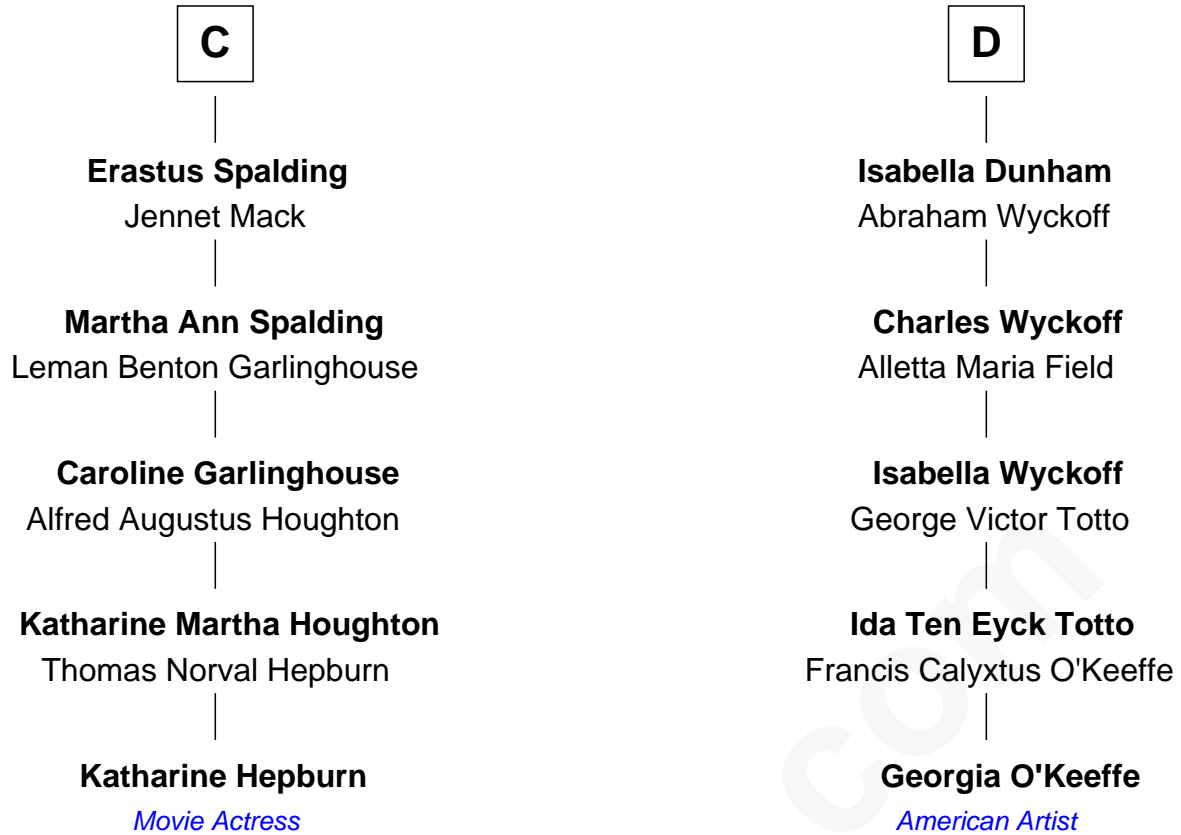 C
Erastus Spalding
Jennet Mack
Martha Ann Spalding
Leman Benton Garlinghouse
Caroline Garlinghouse
Alfred Augustus Houghton
Katharine Martha Houghton
Thomas Norval Hepburn
Katharine Hepburn
Movie Actress
D
Isabella Dunham
Abraham Wyckoff
Charles Wyckoff
Alletta Maria Field
Isabella Wyckoff
George Victor Totto
Ida Ten Eyck Totto
Francis Calyxtus O'Keeffe
Georgia O'Keeffe
American Artist
com